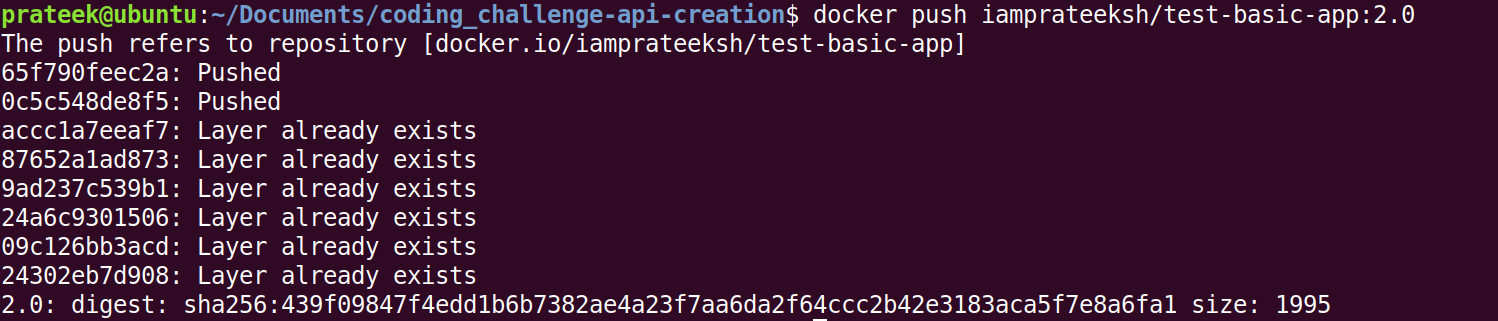 prateek@ubuntu:~/Documents/coding_challenge-api-creation$ docker push iamprateeksh/test-basic-app:2.0
The push refers to repository [docker.io/iamprateeksh/test-basic-app]
65f790feec2a: Pushed
0c5c548de8f5: Pushed
accc1a7eeaf7: Layer already exists
87652a1ad873: Layer already exists
9ad237c539b1: Layer already exists
24a6c9301506: Layer already exists
09c126bb3acd: Layer already exists
24302eb7d908: Layer already exists
2.0: digest: sha256:439f09847f4edd1b6b7382ae4a23f7aa6da2f64ccc2b42e3183aca5f7e8a6fa1 size: 1995